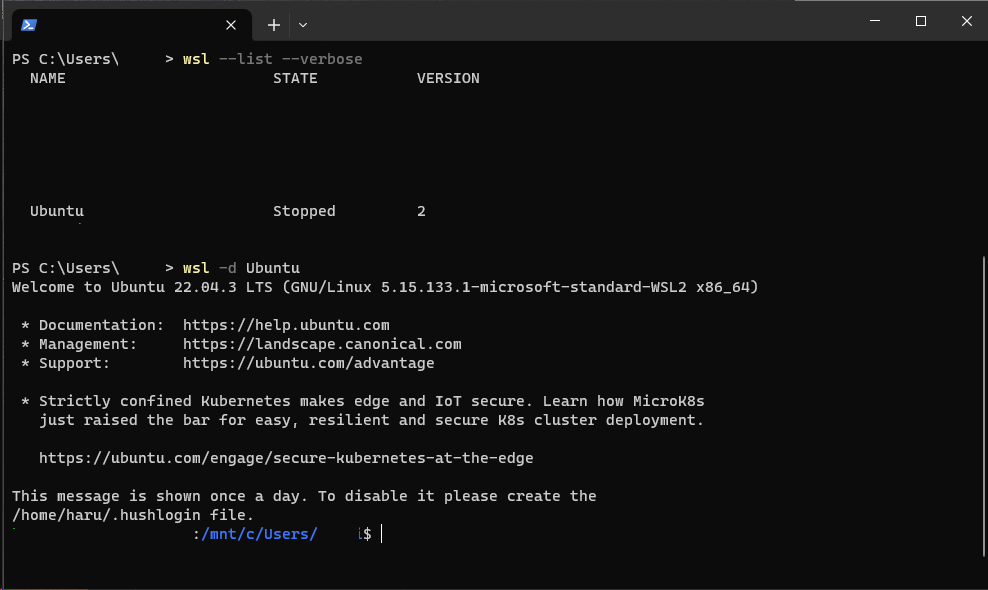 PS C:\Users\ > wsl --list --verbose
NAME STATE VERSION
Ubuntu Stopped 2
PS C:\Users\ > wsl -d Ubuntu
Welcome to Ubuntu 22.04.3 LTS (GNU/Linux 5.15.133.1-microsoft-standard-WSL2 x86_64)
* Documentation: https://help.ubuntu.com
* Management: https://landscape.canonical.com
* Support: https://ubuntu.com/advantage
* Strictly confined Kubernetes makes edge and IoT secure. Learn how MicroK8s
just raised the bar for easy, resilient and secure K8s cluster deployment.
https://ubuntu.com/engage/secure-kubernetes-at-the-edge
This message is shown once a day. To disable it please create the
/home/haru/.hushlogin file.
:/mnt/c/Users/ $